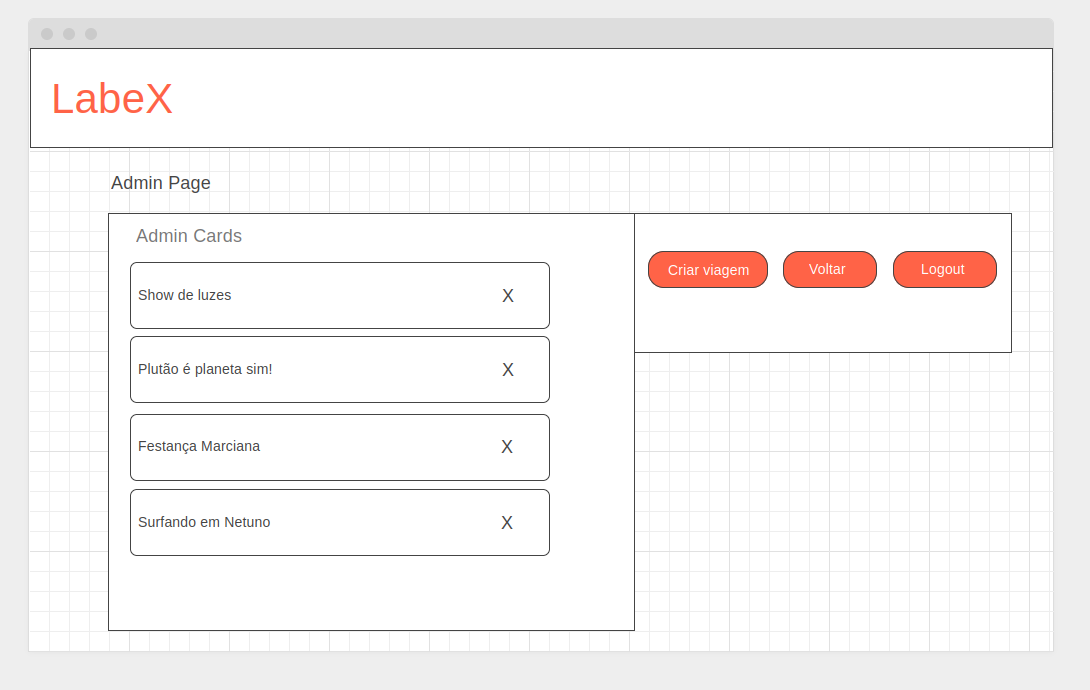 LabeX
Admin Page
Admin Cards
Show de luzes X
Plutão é planeta sim! X
Festança Marciana X
Surfando em Netuno X
Criar viagem Voltar Logout